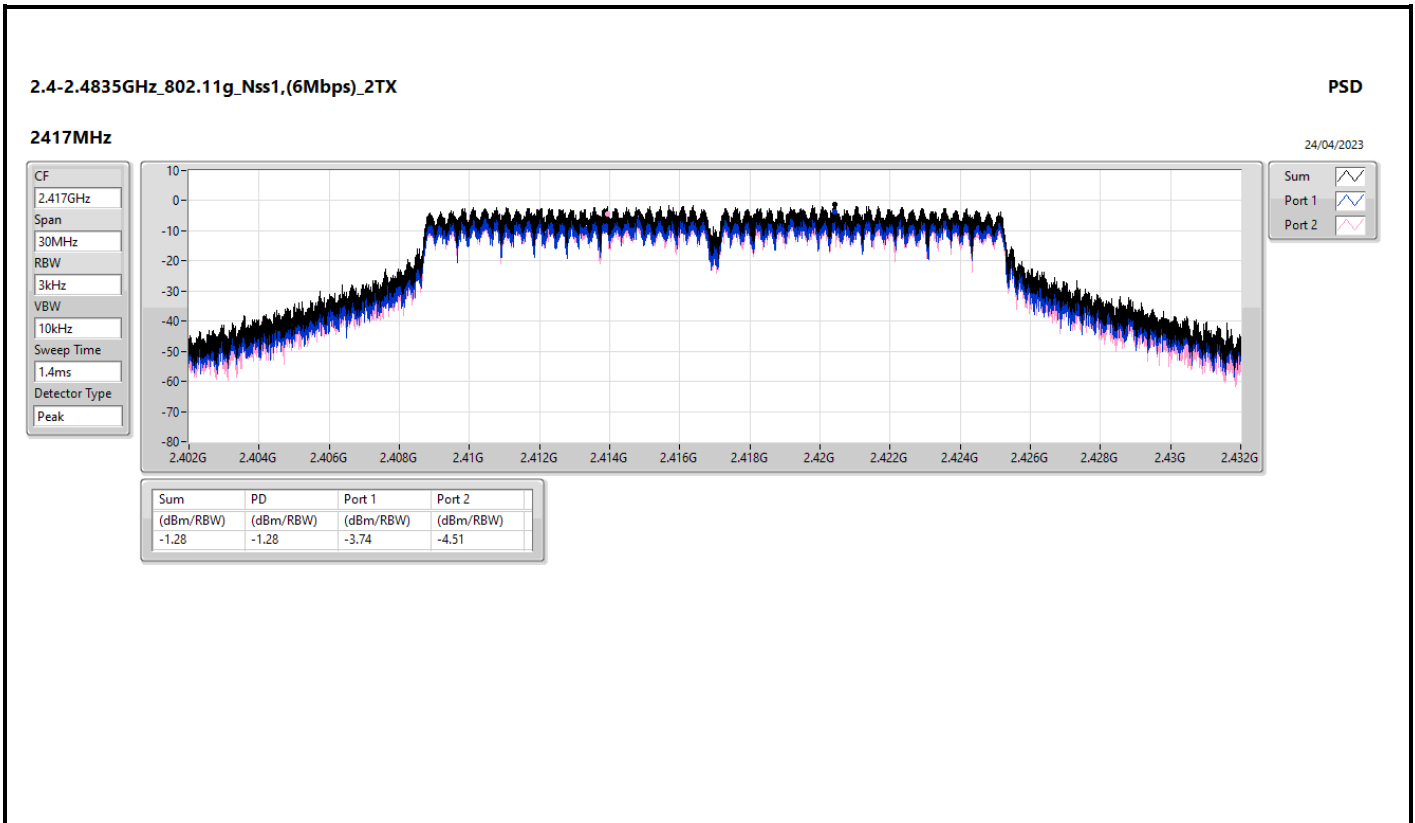 2.4-2.4835GHz_802.11g_Nss1,(6Mbps)_2TX
PSD
2417MHz
24/04/2023
CF
2.417GHz
Span
30MHz
RBW
3kHz
VBW
10kHz
Sweep Time
1.4ms
Detector Type
Peak
10
0
-10
-20
-30
-40
-50
-60
-70
-80
2.402G 2.404G 2.406G 2.408G 2.41G 2.412G 2.414G 2.416G 2.418G 2.42G 2.422G 2.424G 2.426G 2.428G 2.43G 2.432G
Sum
Port 1
Port 2
Sum PD Port 1 Port 2
(dBm/RBW) (dBm/RBW) (dBm/RBW) (dBm/RBW)
-1.28 -1.28 -3.74 -4.51